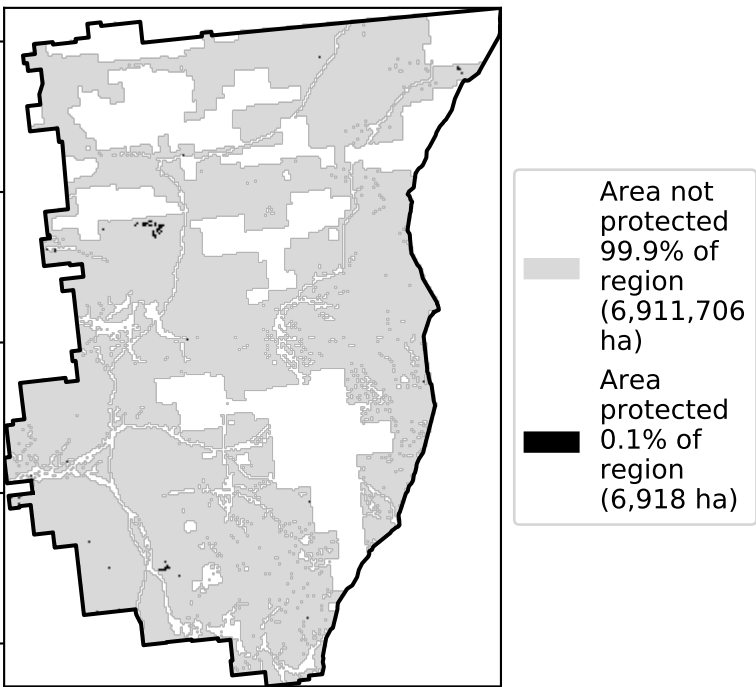 Area not
protected
99.9% of
region
(6,911,706
ha)
Area
protected
0.1% of
region
(6,918 ha)